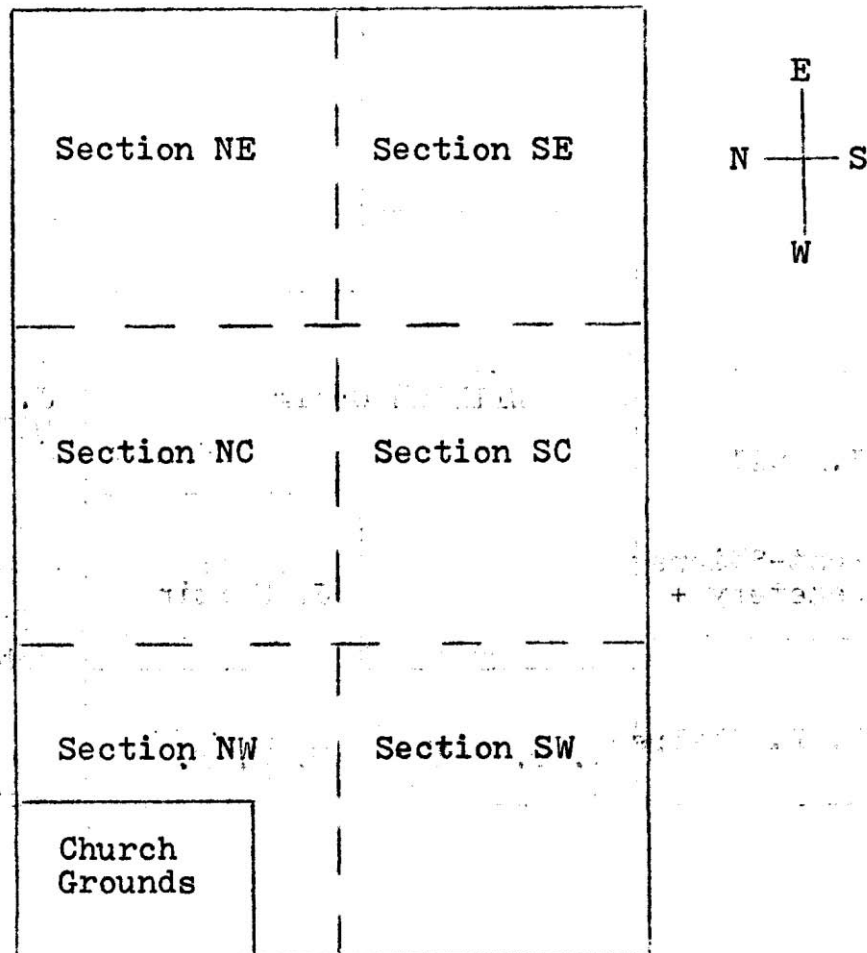 Section NE
Section SE
E
N
S
W
Section NC
Section SC
Section NW
Section SW
Church
Grounds